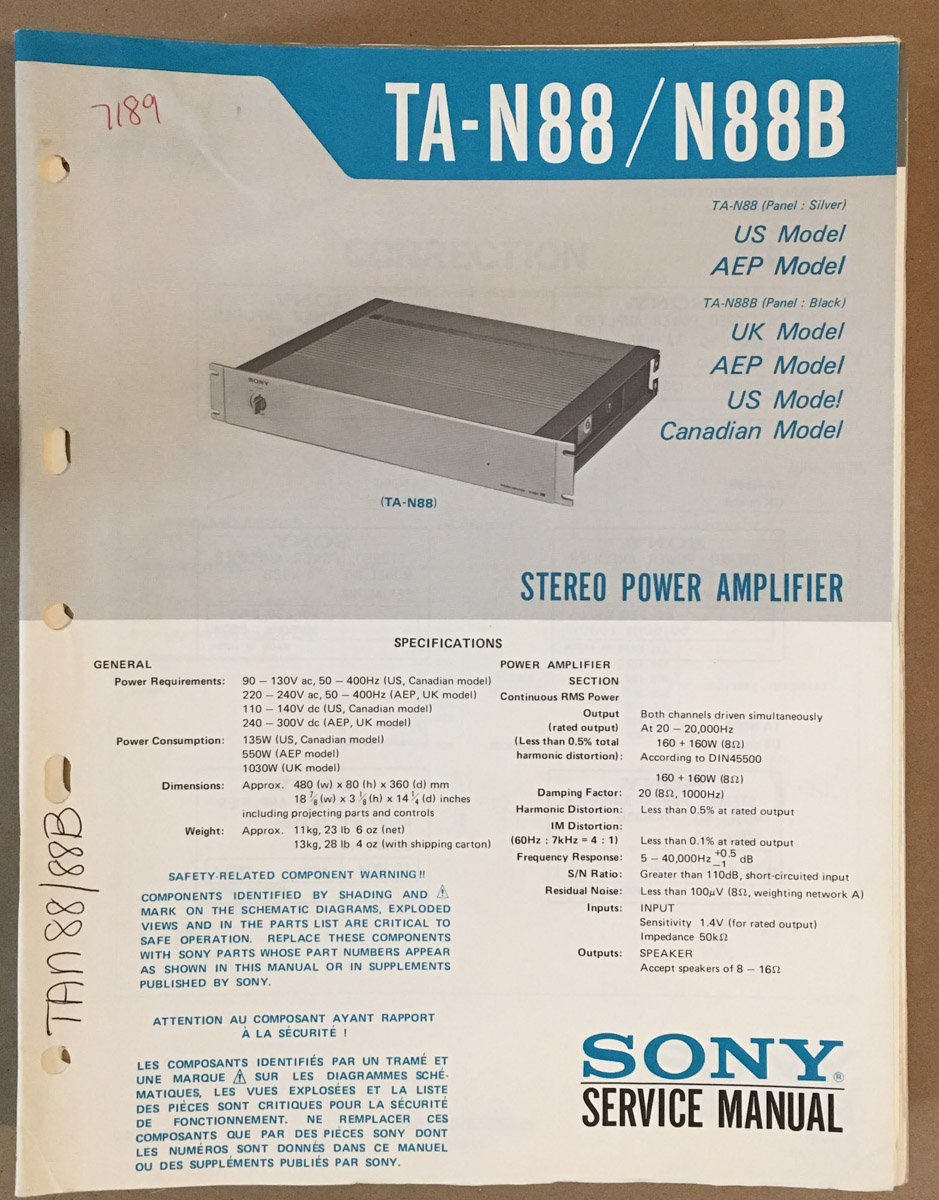 7189
TA-N88/N88B
TA-N88 (Panel : Silver)
US Model
AEP Model
TA-N88B (Panel : Black)
UK Model
AEP Model
US Model
Canadian Model
SONY
(TA-N88)
STEREO POWER AMPLIFIER
SPECIFICATIONS
GENERAL
Power Requirements: 90 – 130V ac, 50 – 400Hz (US, Canadian model)
220 – 240V ac, 50 – 400Hz (AEP, UK model)
110 – 140V dc (US, Canadian model)
240 – 300V dc (AEP, UK model)
Power Consumption: 135W (US, Canadian model)
550W (AEP model)
1030W (UK model)
Dimensions: Approx. 480 (w) x 80 (h) x 360 (d) mm
18 7/8 (w) x 3 1/8 (h) x 14 1/4 (d) inches
including projecting parts and controls
Weight: Approx. 11kg, 23 lb 6 oz (net)
13kg, 28 lb 4 oz (with shipping carton)
SAFETY-RELATED COMPONENT WARNING!!
COMPONENTS IDENTIFIED BY SHADING AND ⚠
MARK ON THE SCHEMATIC DIAGRAMS, EXPLODED
VIEWS AND IN THE PARTS LIST ARE CRITICAL TO
SAFE OPERATION. REPLACE THESE COMPONENTS
WITH SONY PARTS WHOSE PART NUMBERS APPEAR
AS SHOWN IN THIS MANUAL OR IN SUPPLEMENTS
PUBLISHED BY SONY.
ATTENTION AU COMPOSANT AYANT RAPPORT
À LA SÉCURITÉ !
LES COMPOSANTS IDENTIFIÉS PAR UN TRAMÉ ET
UNE MARQUE ⚠ SUR LES DIAGRAMMES SCHÉ-
MATIQUES, LES VUES EXPLOSÉES ET LA LISTE
DES PIÈCES SONT CRITIQUES POUR LA SÉCURITÉ
DE FONCTIONNEMENT. NE REMPLACER CES
COMPOSANTS QUE PAR DES PIÈCES SONY DONT
LES NUMÉROS SONT DONNÉS DANS CE MANUEL
OU DES SUPPLÉMENTS PUBLIÉS PAR SONY.
POWER AMPLIFIER
SECTION
Continuous RMS Power
Output Both channels driven simultaneously
(rated output) At 20 – 20,000Hz
(Less than 0.5% total 160 + 160W (8Ω)
harmonic distortion): According to DIN45500
160 + 160W (8Ω)
Damping Factor: 20 (8Ω, 1000Hz)
Harmonic Distortion: Less than 0.5% at rated output
IM Distortion:
(60Hz : 7kHz = 4 : 1) Less than 0.1% at rated output
Frequency Response: 5 – 40,000Hz +0.5 –1 dB
S/N Ratio: Greater than 110dB, short-circuited input
Residual Noise: Less than 100μV (8Ω, weighting network A)
Inputs: INPUT
Sensitivity 1.4V (for rated output)
Impedance 50kΩ
Outputs: SPEAKER
Accept speakers of 8 – 16Ω
SONY®
SERVICE MANUAL
TAN88/88B